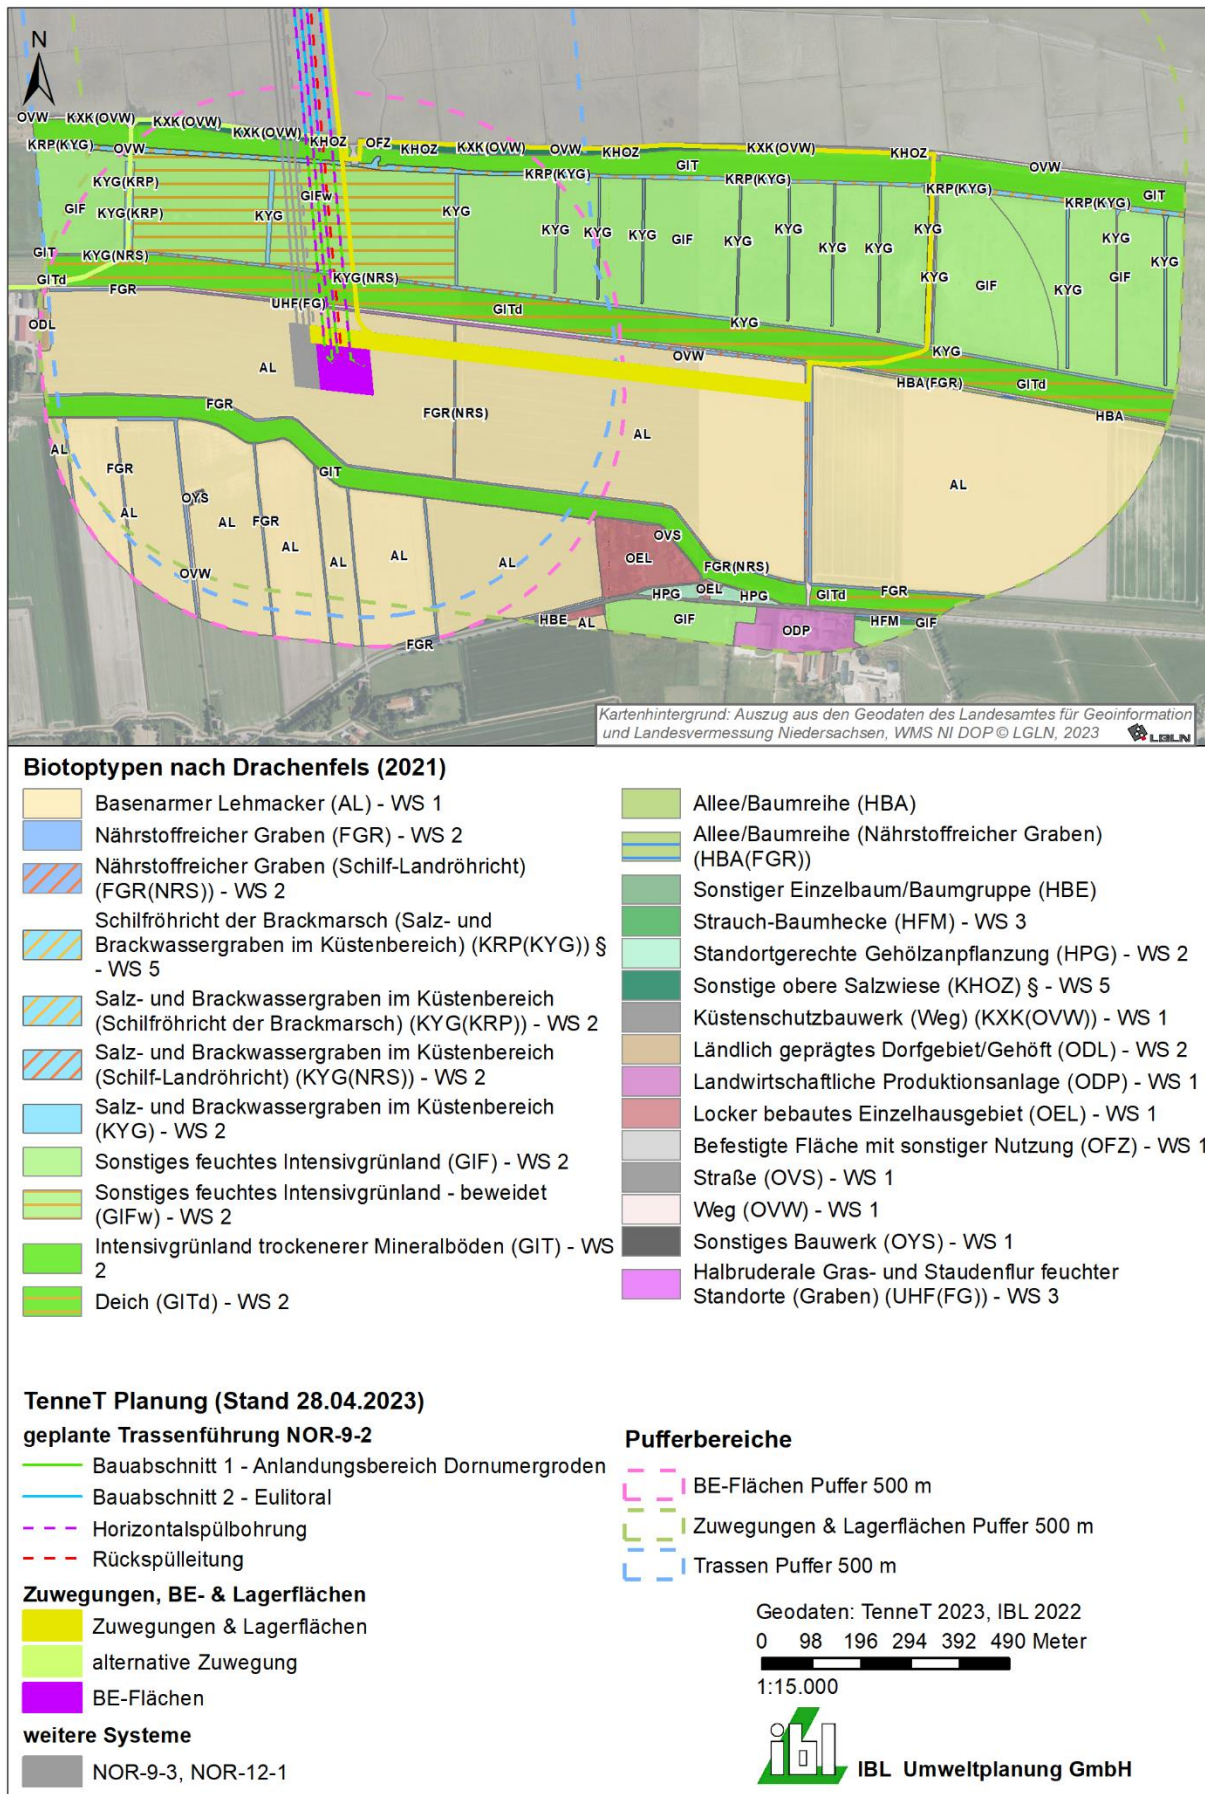 N
OVW KXK(OVW) KXK(OVW)
KXK(OVW) KHOZ OFZ KHOZ KXK(OVW) OVW KHOZ KXK(OVW) KHOZ
KRP(KYG) OVW GIT OVW
KRP(KYG) KRP(KYG) KRP(KYG) KRP(KYG) GIT
KYG(KRP) GIFw
GIF KYG(KRP) KYG KYG KYG KYG KYG GIF KYG KYG KYG KYG KYG KYG KYG
GIT KYG(NRS) KYG(NRS) KYG GIF KYG GIF KYG
GITd FGR UHF(FG) GITd KYG
ODL OVW KYG
AL HBA(FGR) GITd
FGR FGR(NRS) AL HBA
AL FGR GIT AL
OYS
AL AL FGR AL AL AL AL OVS
OVW OEL FGR(NRS)
HPG OEL HPG GITd FGR
HBE AL GIF ODP HFM GIF
FGR
Kartenhintergrund: Auszug aus den Geodaten des Landesamtes für Geoinformation
und Landesvermessung Niedersachsen, WMS NI DOP © LGLN, 2023 LGLN
Biotoptypen nach Drachenfels (2021)
Basenarmer Lehmacker (AL) - WS 1
Nährstoffreicher Graben (FGR) - WS 2
Nährstoffreicher Graben (Schilf-Landröhricht)
(FGR(NRS)) - WS 2
Schilfröhricht der Brackmarsch (Salz- und
Brackwassergraben im Küstenbereich) (KRP(KYG)) §
- WS 5
Salz- und Brackwassergraben im Küstenbereich
(Schilfröhricht der Brackmarsch) (KYG(KRP)) - WS 2
Salz- und Brackwassergraben im Küstenbereich
(Schilf-Landröhricht) (KYG(NRS)) - WS 2
Salz- und Brackwassergraben im Küstenbereich
(KYG) - WS 2
Sonstiges feuchtes Intensivgrünland (GIF) - WS 2
Sonstiges feuchtes Intensivgrünland - beweidet
(GIFw) - WS 2
Intensivgrünland trockenerer Mineralböden (GIT) - WS
2
Deich (GITd) - WS 2
Allee/Baumreihe (HBA)
Allee/Baumreihe (Nährstoffreicher Graben)
(HBA(FGR))
Sonstiger Einzelbaum/Baumgruppe (HBE)
Strauch-Baumhecke (HFM) - WS 3
Standortgerechte Gehölzanpflanzung (HPG) - WS 2
Sonstige obere Salzwiese (KHOZ) § - WS 5
Küstenschutzbauwerk (Weg) (KXK(OVW)) - WS 1
Ländlich geprägtes Dorfgebiet/Gehöft (ODL) - WS 2
Landwirtschaftliche Produktionsanlage (ODP) - WS 1
Locker bebautes Einzelhausgebiet (OEL) - WS 1
Befestigte Fläche mit sonstiger Nutzung (OFZ) - WS 1
Straße (OVS) - WS 1
Weg (OVW) - WS 1
Sonstiges Bauwerk (OYS) - WS 1
Halbruderale Gras- und Staudenflur feuchter
Standorte (Graben) (UHF(FG)) - WS 3
TenneT Planung (Stand 28.04.2023)
geplante Trassenführung NOR-9-2
Bauabschnitt 1 - Anlandungsbereich Dornumergroden
Bauabschnitt 2 - Eulitoral
Horizontalspülbohrung
Rückspülleitung
Zuwegungen, BE- & Lagerflächen
Zuwegungen & Lagerflächen
alternative Zuwegung
BE-Flächen
weitere Systeme
NOR-9-3, NOR-12-1
Pufferbereiche
BE-Flächen Puffer 500 m
Zuwegungen & Lagerflächen Puffer 500 m
Trassen Puffer 500 m
Geodaten: TenneT 2023, IBL 2022
0 98 196 294 392 490 Meter
1:15.000
ibl IBL Umweltplanung GmbH